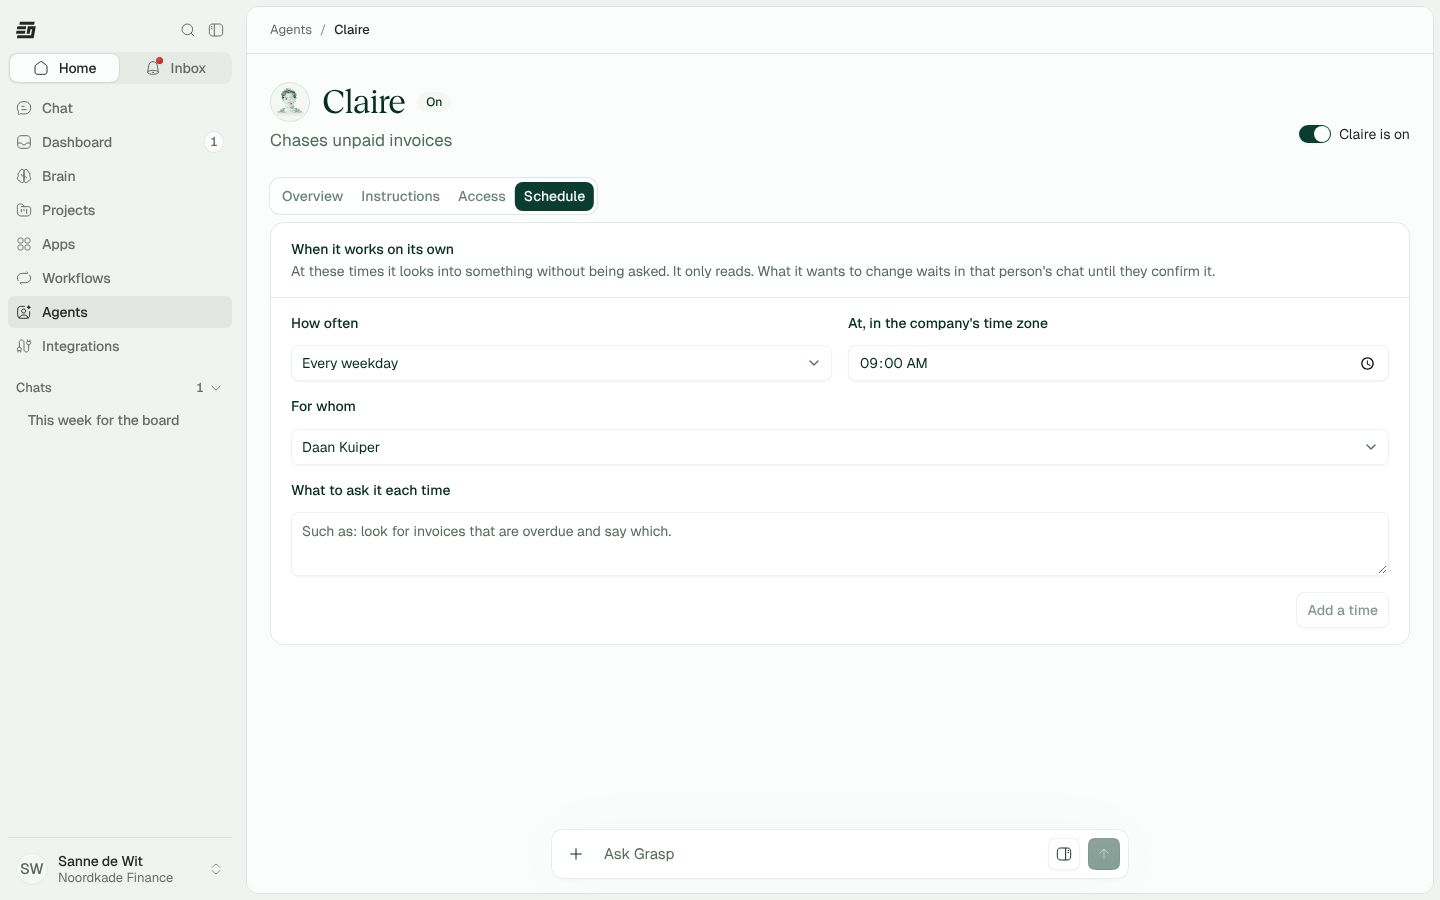 Agents / Claire
Home
Inbox
Chat
Dashboard 1
Brain
Projects
Apps
Workflows
Agents
Integrations
Chats 1
This week for the board
SW
Sanne de Wit
Noordkade Finance
Claire On
Chases unpaid invoices
Claire is on
Overview Instructions Access Schedule
When it works on its own
At these times it looks into something without being asked. It only reads. What it wants to change waits in that person's chat until they confirm it.
How often
Every weekday
At, in the company's time zone
09:00 AM
For whom
Daan Kuiper
What to ask it each time
Such as: look for invoices that are overdue and say which.
Add a time
Ask Grasp